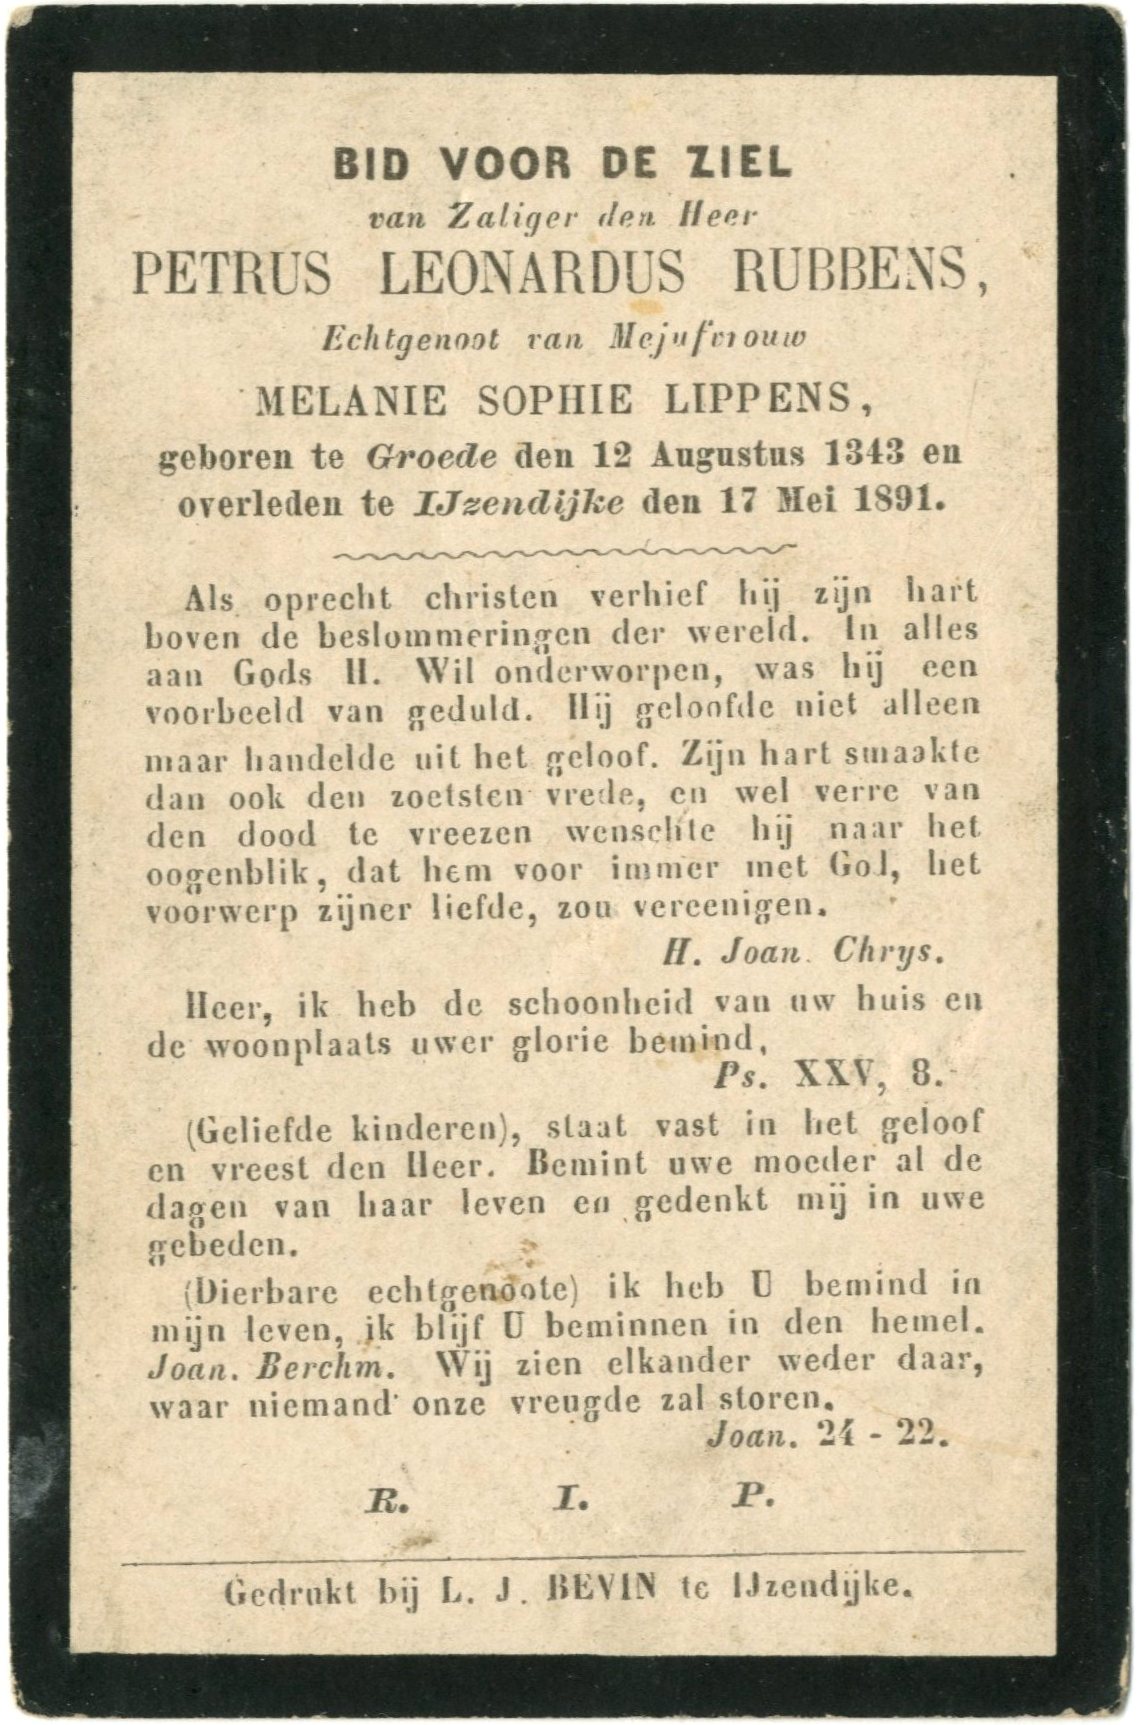 BID VOOR DE ZIEL
van Zaliger den Heer
PETRUS LEONARDUS RUBBENS,
Echtgenoot van Mejufvrouw
MELANIE SOPHIE LIPPENS,
geboren te Groede den 12 Augustus 1343 en
overleden te IJzendijke den 17 Mei 1891.
Als oprecht christen verhief hij zijn hart
boven de beslommeringen der wereld. In alles
aan Gods H. Wil onderworpen, was hij een
voorbeeld van geduld. Hij geloofde niet alleen
maar handelde uit het geloof. Zijn hart smaakte
dan ook den zoetsten vrede, en wel verre van
den dood te vreezen wenschte hij naar het
oogenblik, dat hem voor immer met God, het
voorwerp zijner liefde, zou vereenigen.
H. Joan. Chrys.
Heer, ik heb de schoonheid van uw huis en
de woonplaats uwer glorie bemind,
Ps. XXV, 8.
(Geliefde kinderen), staat vast in het geloof
en vreest den Heer. Bemint uwe moeder al de
dagen van haar leven en gedenkt mij in uwe
gebeden.
(Dierbare echtgenoote) ik heb U bemind in
mijn leven, ik blijf U beminnen in den hemel.
Joan. Berchm. Wij zien elkander weder daar,
waar niemand onze vreugde zal storen.
Joan. 24 - 22.
R. I. P.
Gedrukt bij L. J. BEVIN te IJzendijke.